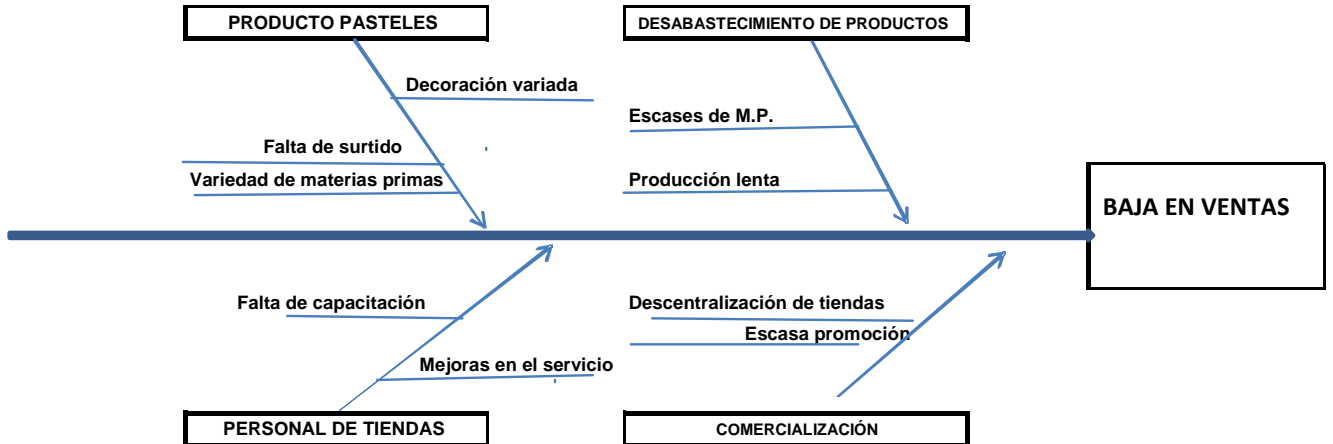 PRODUCTO PASTELES
DESABASTECIMIENTO DE PRODUCTOS
Decoración variada
Escases de M.P.
Falta de surtido
Variedad de materias primas
Producción lenta
BAJA EN VENTAS
Falta de capacitación
Descentralización de tiendas
Escasa promoción
Mejoras en el servicio
PERSONAL DE TIENDAS
COMERCIALIZACIÓN